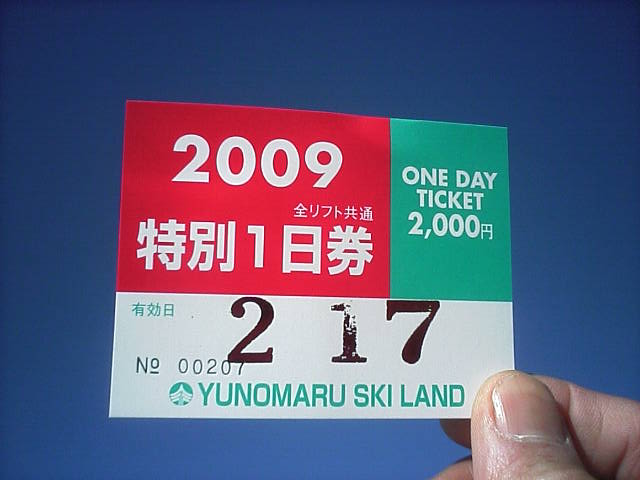 2009
全リフト共通
特別1日券
ONE DAY
TICKET
2,000円
有効日
2 17
№ 00207
YUNOMARU SKI LAND